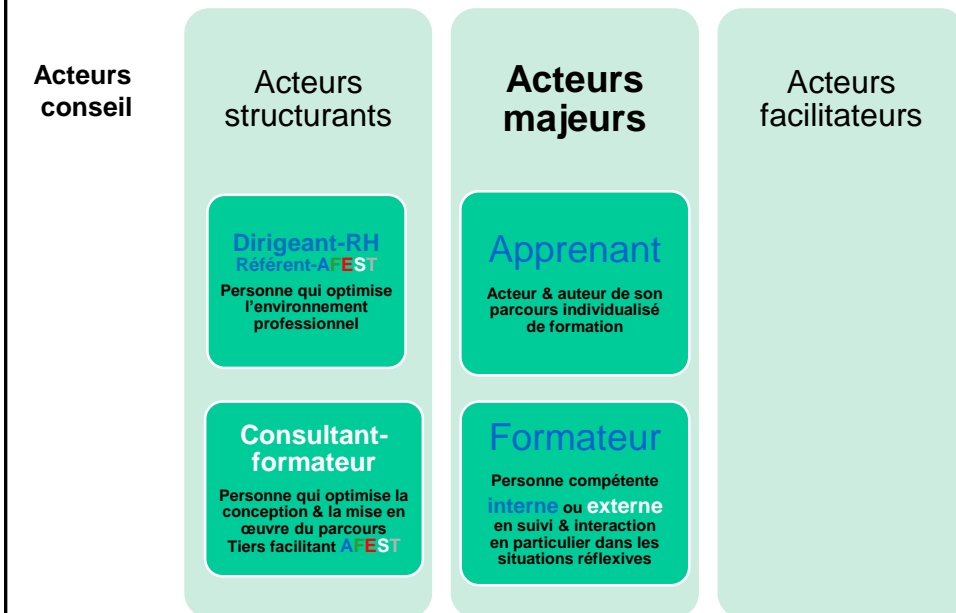 Acteurs
conseil
Acteurs
structurants
Dirigeant-RH
Référent-AFEST
Personne qui optimise
l'environnement
professionnel
Consultant-
formateur
Personne qui optimise la
conception & la mise en
œuvre du parcours
Tiers facilitant AFEST
Acteurs
majeurs
Apprenant
Acteur & auteur de son
parcours individualisé
de formation
Formateur
Personne compétente
interne ou externe
en suivi & interaction
en particulier dans les
situations réflexives
Acteurs
facilitateurs